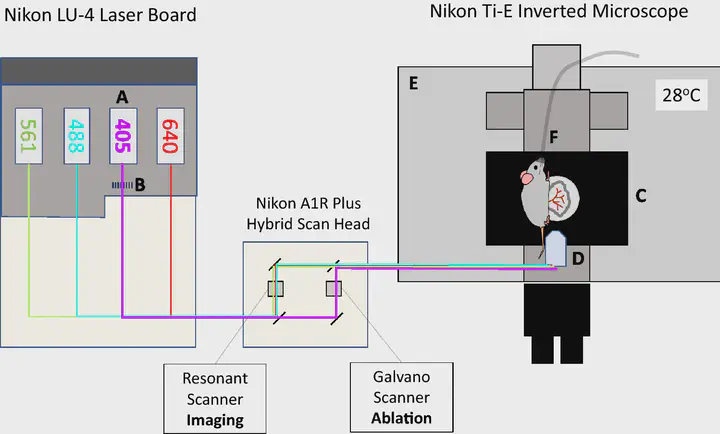 Nikon LU-4 Laser Board
Nikon Ti-E Inverted Microscope
A
561
488
405
640
B
Nikon A1R Plus
Hybrid Scan Head
E
28°C
F
C
D
Resonant
Scanner
Imaging
Galvano
Scanner
Ablation